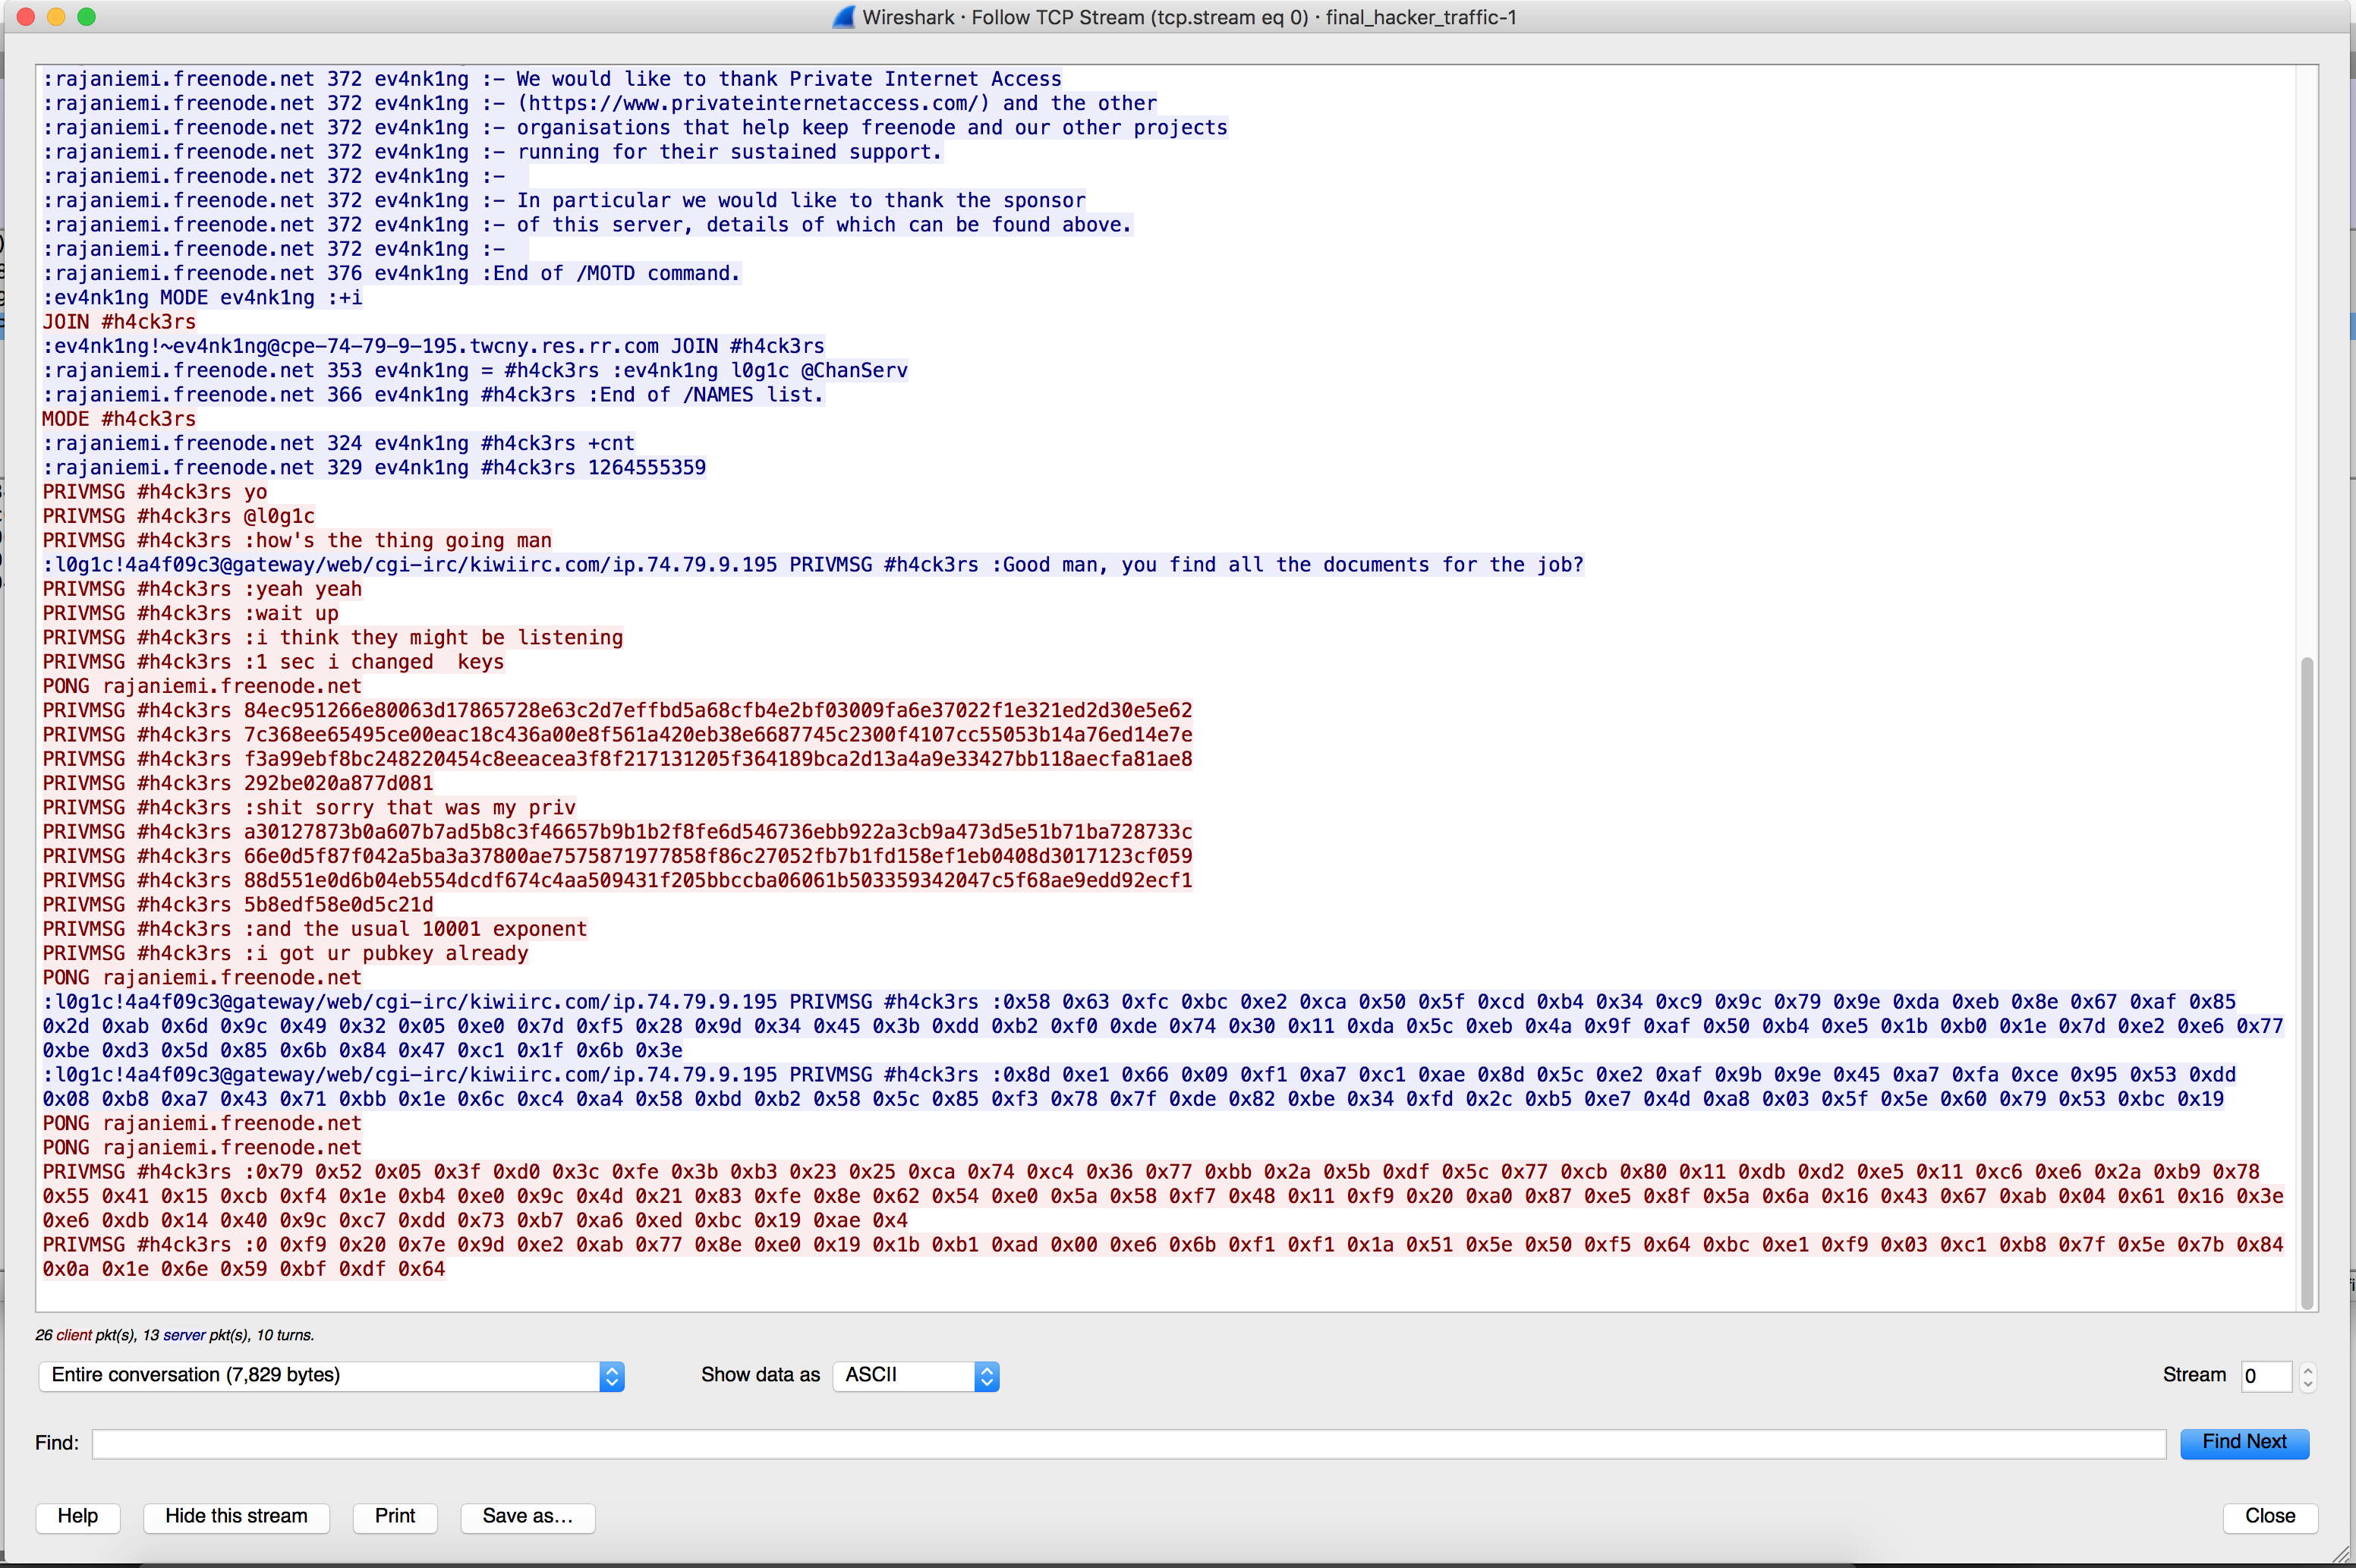 Wireshark · Follow TCP Stream (tcp.stream eq 0) · final_hacker_traffic-1
:rajaniemi.freenode.net 372 ev4nk1ng :- We would like to thank Private Internet Access
:rajaniemi.freenode.net 372 ev4nk1ng :- (https://www.privateinternetaccess.com/) and the other
:rajaniemi.freenode.net 372 ev4nk1ng :- organisations that help keep freenode and our other projects
:rajaniemi.freenode.net 372 ev4nk1ng :- running for their sustained support.
:rajaniemi.freenode.net 372 ev4nk1ng :-
:rajaniemi.freenode.net 372 ev4nk1ng :- In particular we would like to thank the sponsor
:rajaniemi.freenode.net 372 ev4nk1ng :- of this server, details of which can be found above.
:rajaniemi.freenode.net 372 ev4nk1ng :-
:rajaniemi.freenode.net 376 ev4nk1ng :End of /MOTD command.
:ev4nk1ng MODE ev4nk1ng :+i
JOIN #h4ck3rs
:ev4nk1ng!~ev4nk1ng@cpe-74-79-9-195.twcny.res.rr.com JOIN #h4ck3rs
:rajaniemi.freenode.net 353 ev4nk1ng = #h4ck3rs :ev4nk1ng l0g1c @ChanServ
:rajaniemi.freenode.net 366 ev4nk1ng #h4ck3rs :End of /NAMES list.
MODE #h4ck3rs
:rajaniemi.freenode.net 324 ev4nk1ng #h4ck3rs +cnt
:rajaniemi.freenode.net 329 ev4nk1ng #h4ck3rs 1264555359
PRIVMSG #h4ck3rs yo
PRIVMSG #h4ck3rs @l0g1c
PRIVMSG #h4ck3rs :how's the thing going man
:l0g1c!4a4f09c3@gateway/web/cgi-irc/kiwiirc.com/ip.74.79.9.195 PRIVMSG #h4ck3rs :Good man, you find all the documents for the job?
PRIVMSG #h4ck3rs :yeah yeah
PRIVMSG #h4ck3rs :wait up
PRIVMSG #h4ck3rs :i think they might be listening
PRIVMSG #h4ck3rs :1 sec i changed  keys
PONG rajaniemi.freenode.net
PRIVMSG #h4ck3rs 84ec951266e80063d17865728e63c2d7effbd5a68cfb4e2bf03009fa6e37022f1e321ed2d30e5e62
PRIVMSG #h4ck3rs 7c368ee65495ce00eac18c436a00e8f561a420eb38e6687745c2300f4107cc55053b14a76ed14e7e
PRIVMSG #h4ck3rs f3a99ebf8bc248220454c8eeacea3f8f217131205f364189bca2d13a4a9e33427bb118aecfa81ae8
PRIVMSG #h4ck3rs 292be020a877d081
PRIVMSG #h4ck3rs :shit sorry that was my priv
PRIVMSG #h4ck3rs a30127873b0a607b7ad5b8c3f46657b9b1b2f8fe6d546736ebb922a3cb9a473d5e51b71ba728733c
PRIVMSG #h4ck3rs 66e0d5f87f042a5ba3a37800ae7575871977858f86c27052fb7b1fd158ef1eb0408d3017123cf059
PRIVMSG #h4ck3rs 88d551e0d6b04eb554dcdf674c4aa509431f205bbccba06061b503359342047c5f68ae9edd92ecf1
PRIVMSG #h4ck3rs 5b8edf58e0d5c21d
PRIVMSG #h4ck3rs :and the usual 10001 exponent
PRIVMSG #h4ck3rs :i got ur pubkey already
PONG rajaniemi.freenode.net
:l0g1c!4a4f09c3@gateway/web/cgi-irc/kiwiirc.com/ip.74.79.9.195 PRIVMSG #h4ck3rs :0x58 0x63 0xfc 0xbc 0xe2 0xca 0x50 0x5f 0xcd 0xb4 0x34 0xc9 0x9c 0x79 0x9e 0xda 0xeb 0x8e 0x67 0xaf 0x85
0x2d 0xab 0x6d 0x9c 0x49 0x32 0x05 0xe0 0x7d 0xf5 0x28 0x9d 0x34 0x45 0x3b 0xdd 0xb2 0xf0 0xde 0x74 0x30 0x11 0xda 0x5c 0xeb 0x4a 0x9f 0xaf 0x50 0xb4 0xe5 0x1b 0xb0 0x1e 0x7d 0xe2 0xe6 0x77
0xbe 0xd3 0x5d 0x85 0x6b 0x84 0x47 0xc1 0x1f 0x6b 0x3e
:l0g1c!4a4f09c3@gateway/web/cgi-irc/kiwiirc.com/ip.74.79.9.195 PRIVMSG #h4ck3rs :0x8d 0xe1 0x66 0x09 0xf1 0xa7 0xc1 0xae 0x8d 0x5c 0xe2 0xaf 0x9b 0x9e 0x45 0xa7 0xfa 0xce 0x95 0x53 0xdd
0x08 0xb8 0xa7 0x43 0x71 0xbb 0x1e 0x6c 0xc4 0xa4 0x58 0xbd 0xb2 0x58 0x5c 0x85 0xf3 0x78 0x7f 0xde 0x82 0xbe 0x34 0xfd 0x2c 0xb5 0xe7 0x4d 0xa8 0x03 0x5f 0x5e 0x60 0x79 0x53 0xbc 0x19
PONG rajaniemi.freenode.net
PONG rajaniemi.freenode.net
PRIVMSG #h4ck3rs :0x79 0x52 0x05 0x3f 0xd0 0x3c 0xfe 0x3b 0xb3 0x23 0x25 0xca 0x74 0xc4 0x36 0x77 0xbb 0x2a 0x5b 0xdf 0x5c 0x77 0xcb 0x80 0x11 0xdb 0xd2 0xe5 0x11 0xc6 0xe6 0x2a 0xb9 0x78
0x55 0x41 0x15 0xcb 0xf4 0x1e 0xb4 0xe0 0x9c 0x4d 0x21 0x83 0xfe 0x8e 0x62 0x54 0xe0 0x5a 0x58 0xf7 0x48 0x11 0xf9 0x20 0xa0 0x87 0xe5 0x8f 0x5a 0x6a 0x16 0x43 0x67 0xab 0x04 0x61 0x16 0x3e
0xe6 0xdb 0x14 0x40 0x9c 0xc7 0xdd 0x73 0xb7 0xa6 0xed 0xbc 0x19 0xae 0x4
PRIVMSG #h4ck3rs :0 0xf9 0x20 0x7e 0x9d 0xe2 0xab 0x77 0x8e 0xe0 0x19 0x1b 0xb1 0xad 0x00 0xe6 0x6b 0xf1 0xf1 0x1a 0x51 0x5e 0x50 0xf5 0x64 0xbc 0xe1 0xf9 0x03 0xc1 0xb8 0x7f 0x5e 0x7b 0x84
0x0a 0x1e 0x6e 0x59 0xbf 0xdf 0x64
26 client pkt(s), 13 server pkt(s), 10 turns.
Entire conversation (7,829 bytes) Show data as ASCII Stream 0
Find: Find Next
Help Hide this stream Print Save as… Close